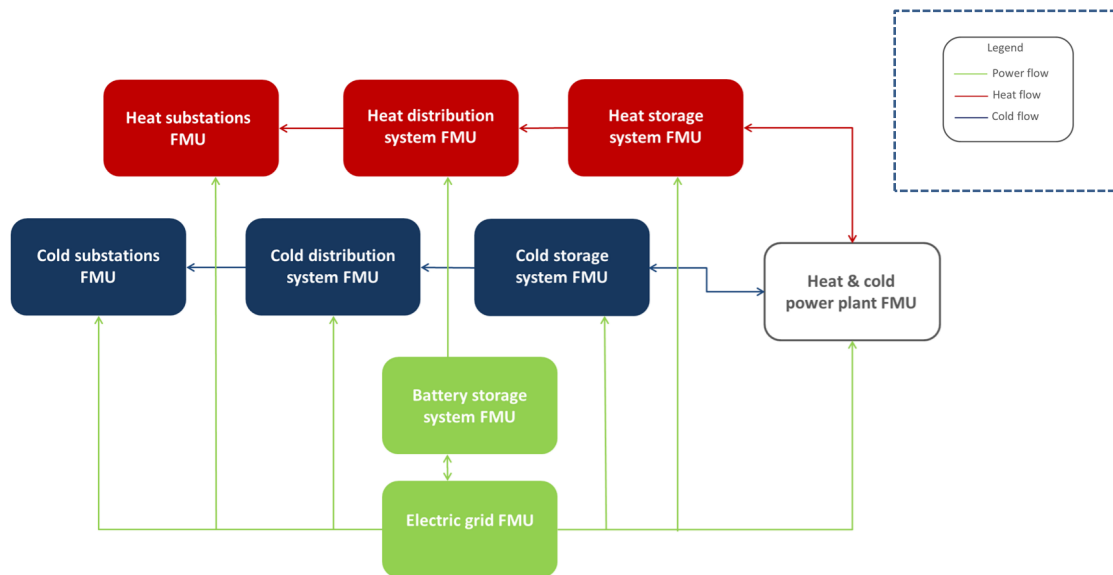 Legend
Power flow
Heat flow
Cold flow
Heat substations
FMU
Heat distribution
system FMU
Heat storage
system FMU
Cold substations
FMU
Cold distribution
system FMU
Cold storage
system FMU
Heat & cold
power plant FMU
Battery storage
system FMU
Electric grid FMU